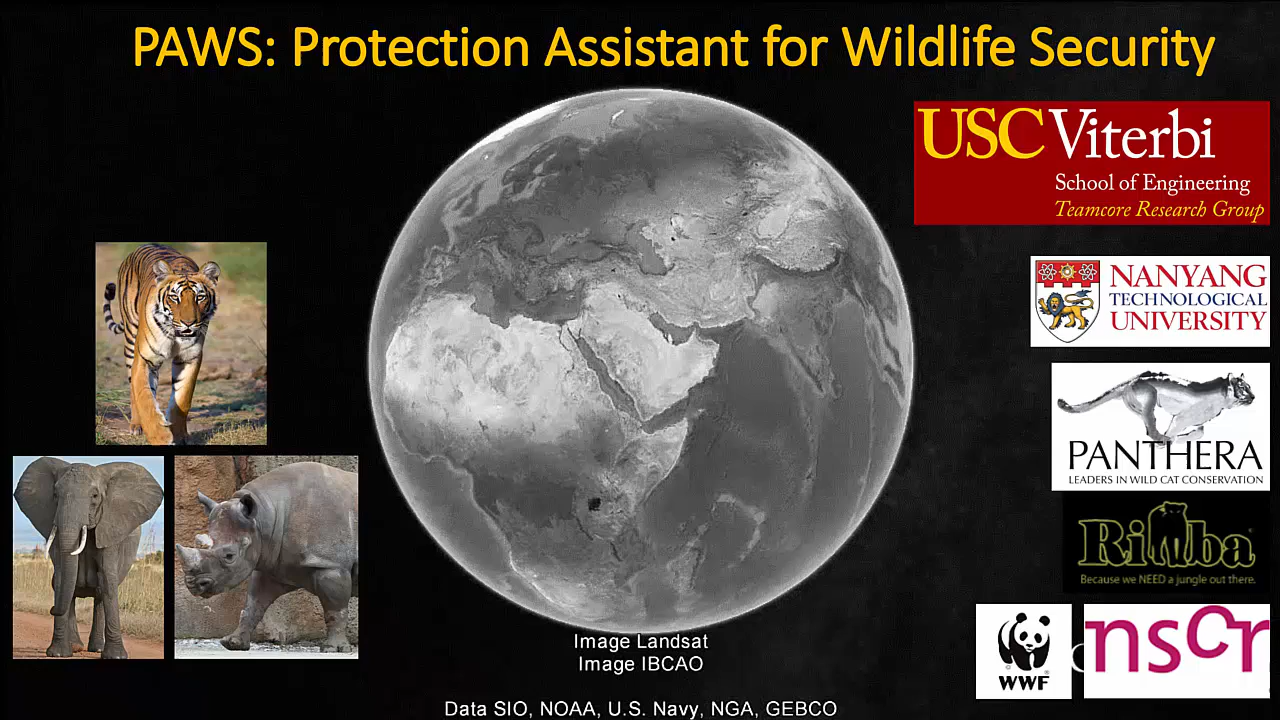 PAWS: Protection Assistant for Wildlife Security
USC Viterbi
School of Engineering
Teamcore Research Group
NANYANG
TECHNOLOGICAL
UNIVERSITY
PANTHERA
LEADERS IN WILD CAT CONSERVATION
Rimba
Because we NEED a jungle out there.
WWF
nscr
Image Landsat
Image IBCAO
Data SIO, NOAA, U.S. Navy, NGA, GEBCO